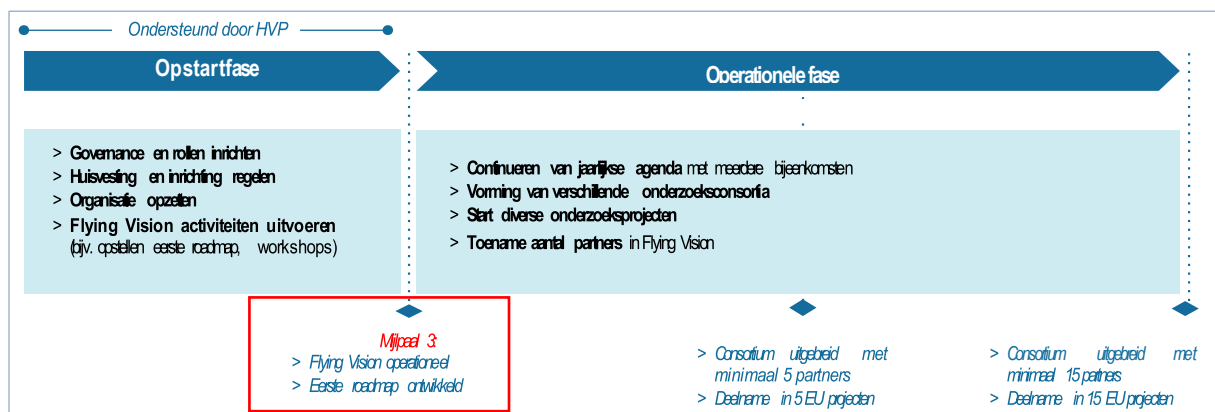 Ondersteund door HVP
Opstartfase
Operationele fase
> Governance en rollen inrichten
> Huisvesting en inrichting regelen
> Organisatie opzetten
> Flying Vision activiteiten uitvoeren
(bijv. opstellen eerste roadmap, workshops)
> Continueren van jaarlijkse agenda met meerdere bijeenkomsten
> Vorming van verschillende onderzoeksconsortia
> Start diverse onderzoeksprojecten
> Toename aantal partners in Flying Vision
Mijlpaal 3:
> Flying Vision operationeel
> Eerste roadmap ontwikkeld
> Consortium uitgebreid met
minimaal 5 partners
> Deelname in 5 EU projecten
> Consortium uitgebreid met
minimaal 15 partners
> Deelname in 15 EU projecten